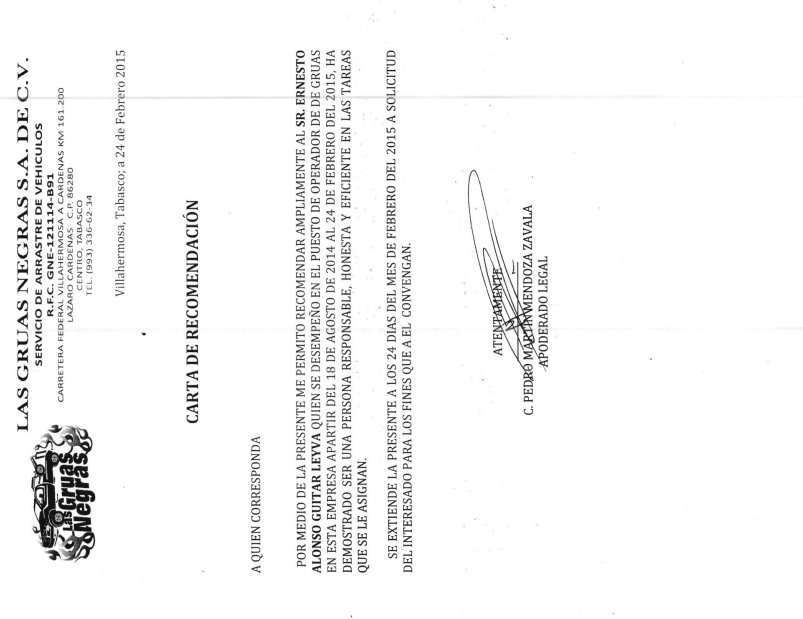 LAS GRUAS NEGRAS S.A. DE C.V.
SERVICIO DE ARRASTRE DE VEHICULOS
R.F.C. GNE-121114-B91
CARRETERA FEDERAL VILLAHERMOSA A CARDENAS KM 161.200
LAZARO CARDENAS C.P. 86280
CENTRO, TABASCO
TEL. (993) 336-62-34
Las Gruas
Negras
Villahermosa, Tabasco; a 24 de Febrero 2015
CARTA DE RECOMENDACIÓN
A QUIEN CORRESPONDA
POR MEDIO DE LA PRESENTE ME PERMITO RECOMENDAR AMPLIAMENTE AL SR. ERNESTO
ALONSO GUITAR LEYVA QUIEN SE DESEMPEÑO EN EL PUESTO DE OPERADOR DE DE GRUAS
EN ESTA EMPRESA APARTIR DEL 18 DE AGOSTO DE 2014 AL 24 DE FEBRERO DEL 2015, HA
DEMOSTRADO SER UNA PERSONA RESPONSABLE, HONESTA Y EFICIENTE EN LAS TAREAS
QUE SE LE ASIGNAN.
SE EXTIENDE LA PRESENTE A LOS 24 DIAS DEL MES DE FEBRERO DEL 2015 A SOLICITUD
DEL INTERESADO PARA LOS FINES QUE A EL CONVENGAN.
ATENTAMENTE
C. PEDRO MARTIN MENDOZA ZAVALA
APODERADO LEGAL